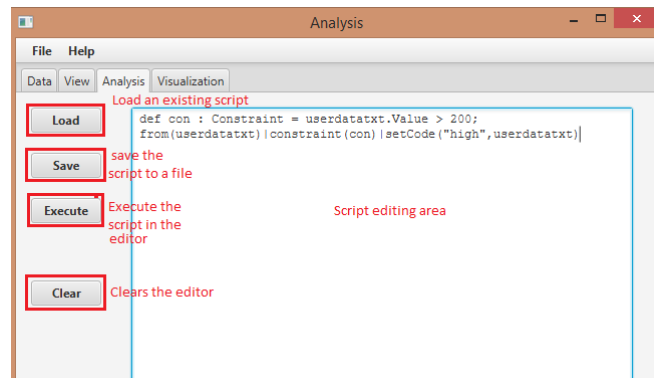 Analysis
File Help
Data View Analysis Visualization
Load an existing script
Load
def con : Constraint = userdatatxt.Value > 200;
from(userdatatxt)|constraint(con)|setCode("high",userdatatxt)
Save
save the
script to a file
Execute
Execute the
script in the
editor
Script editing area
Clear
Clears the editor